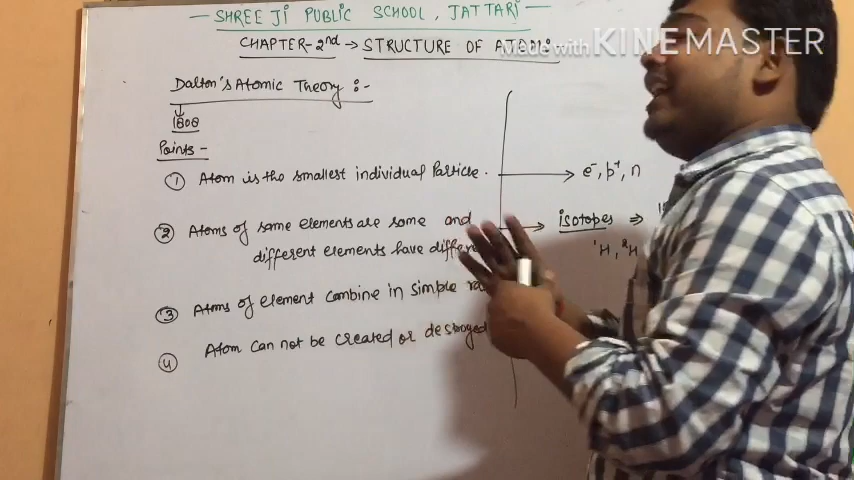 — SHREE JI PUBLIC SCHOOL, JATTARI —
CHAPTER-2nd → STRUCTURE OF ATOM:
Made with KINEMASTER
Dalton's Atomic Theory :-
1808
Points -
① Atom is the smallest individual Particle. → e⁻, p⁺, n
② Atoms of same elements are same and → isotopes ⇒
different elements have ¹H, ²H
③ Atoms of element combine in simple
④ Atom can not be created or destroyed